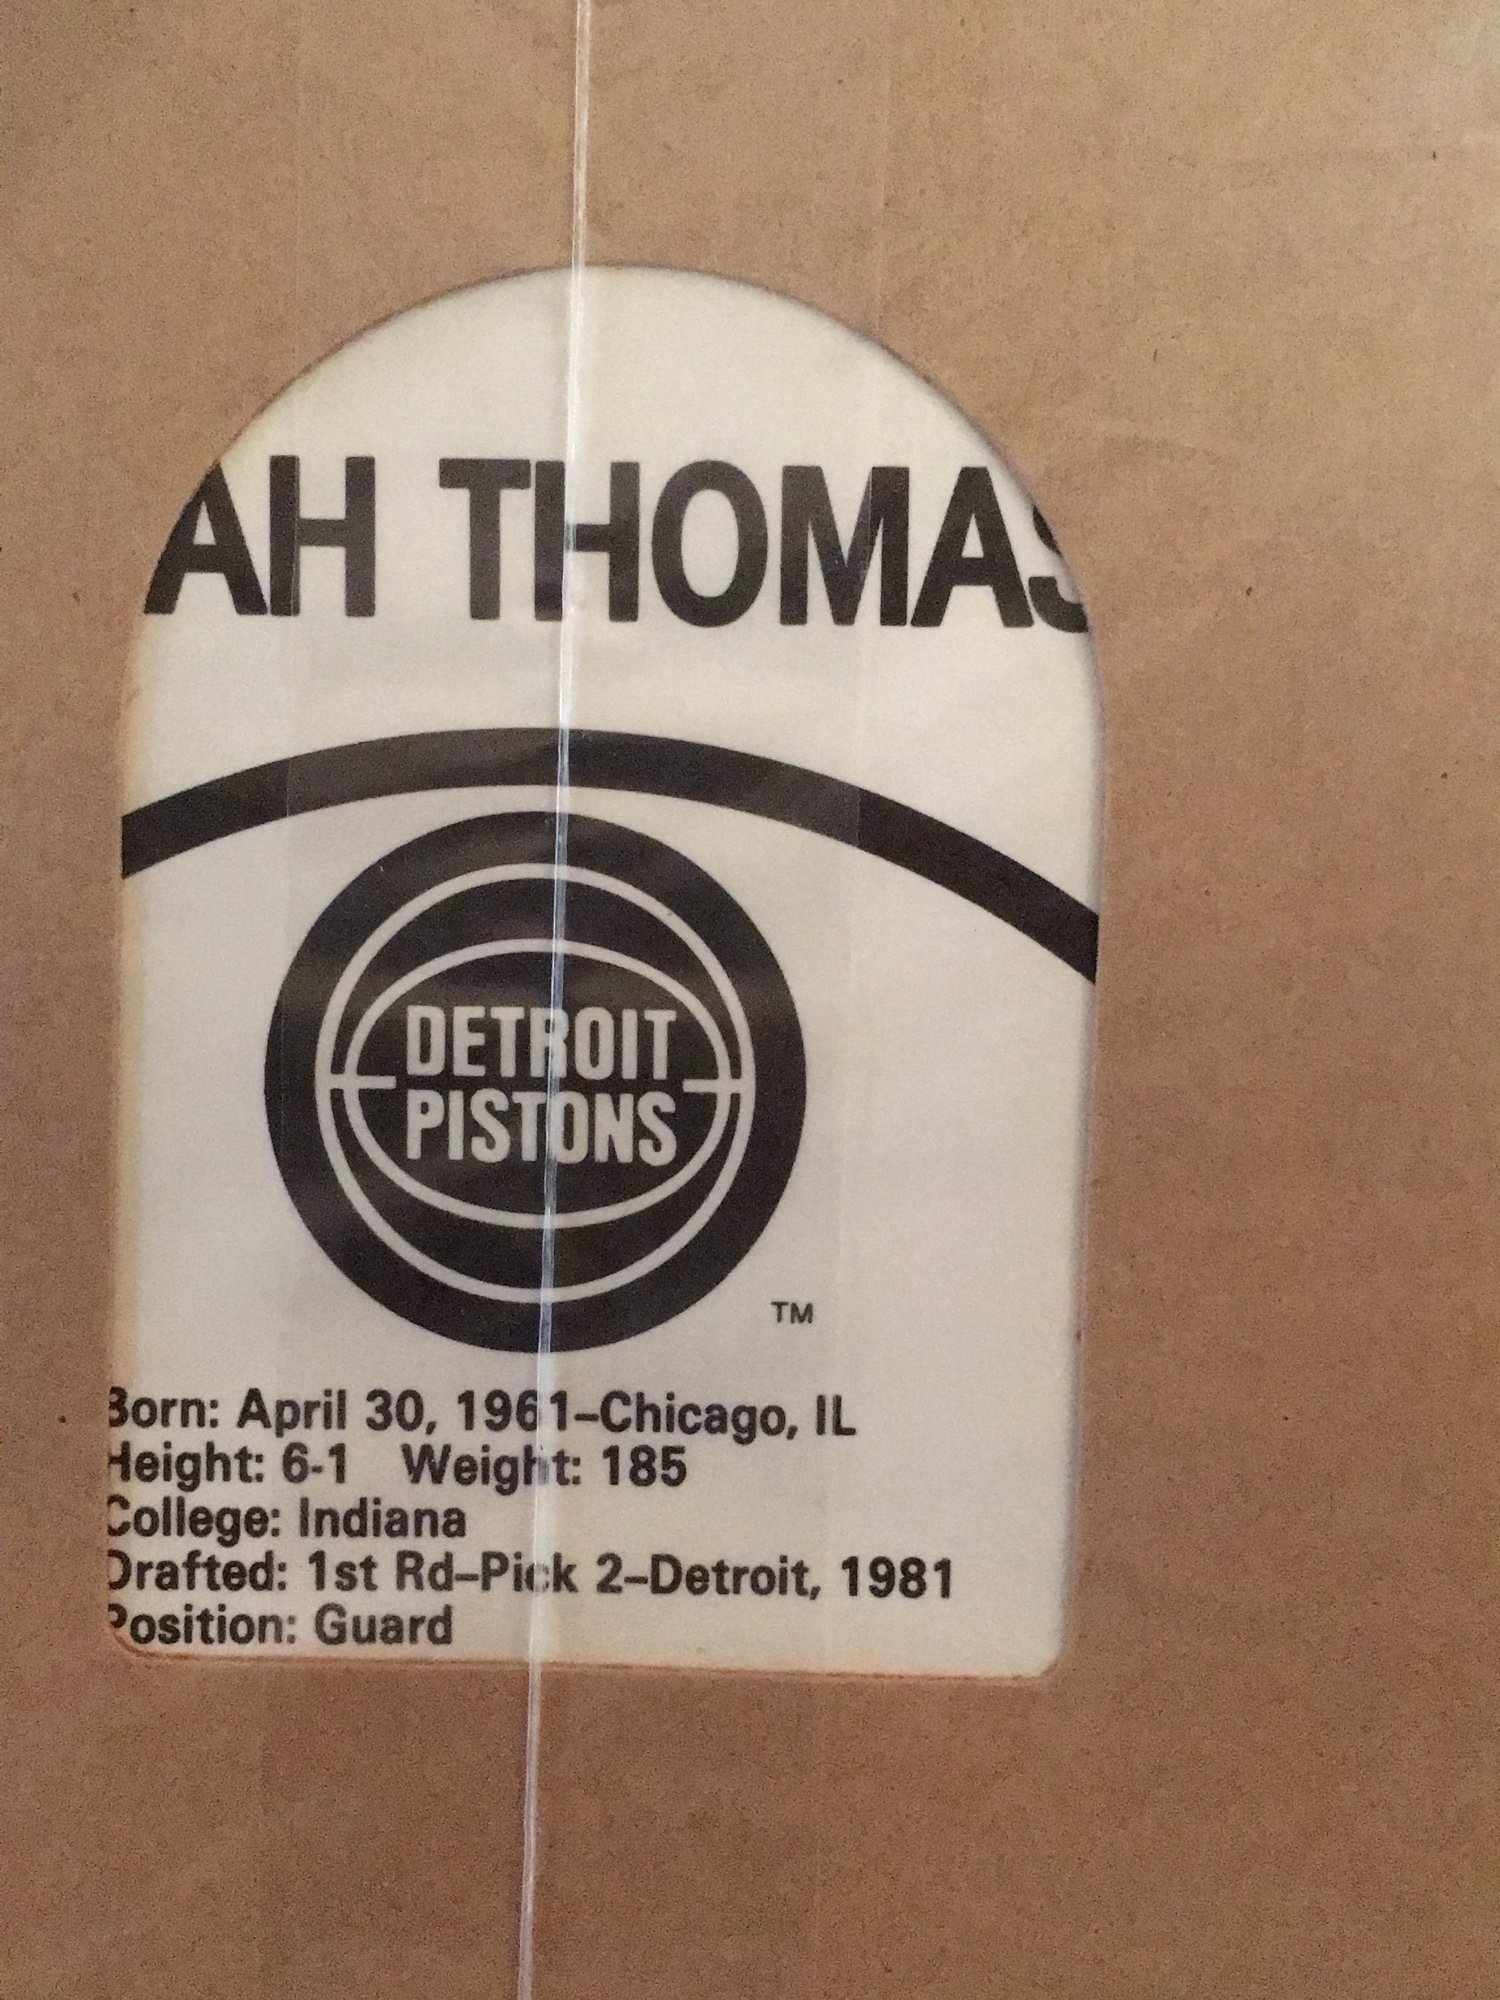 AH THOMAS
DETROIT
PISTONS
TM
Born: April 30, 1961–Chicago, IL
Height: 6-1 Weight: 185
College: Indiana
Drafted: 1st Rd–Pick 2–Detroit, 1981
Position: Guard